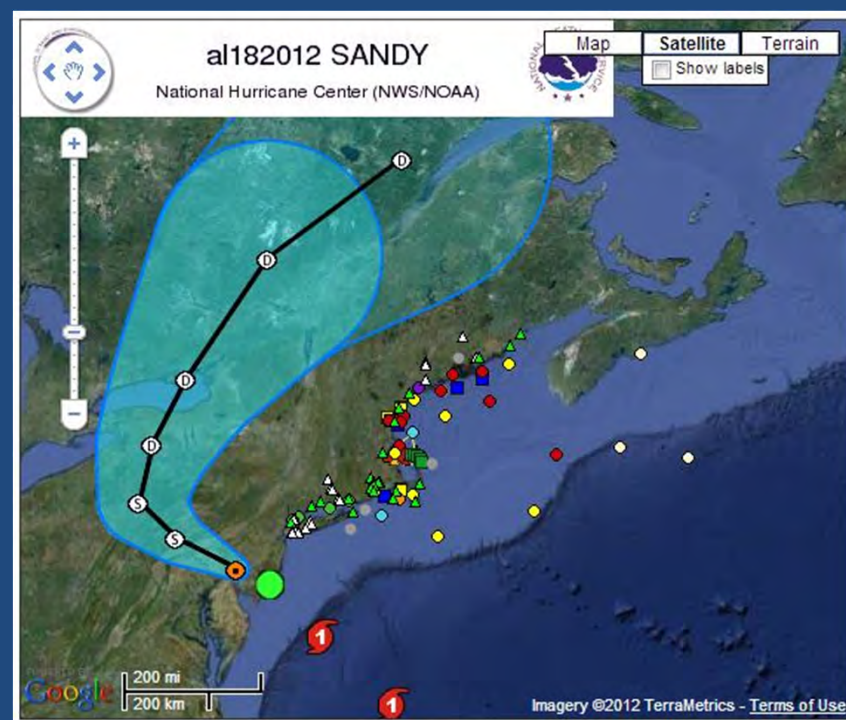 al182012 SANDY
National Hurricane Center (NWS/NOAA)
Map
Satellite
Terrain
Show labels
D
D
D
D
S
S
1
1
200 mi
200 km
Google
Imagery ©2012 TerraMetrics - Terms of Use